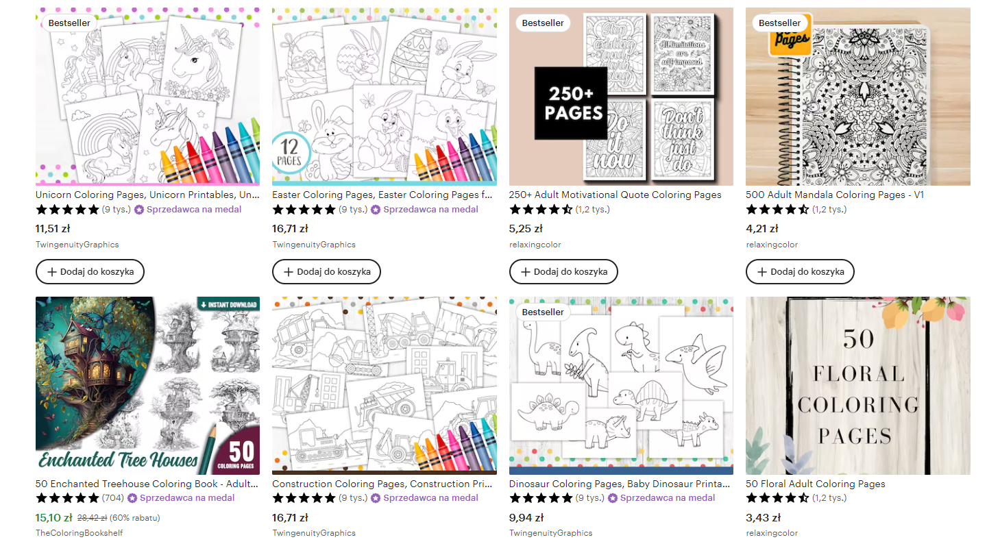 Bestseller
Unicorn Coloring Pages, Unicorn Printables, Un...
(9 tys.) Sprzedawca na medal
11,51 zł
TwingenuityGraphics
+ Dodaj do koszyka
12
PAGES
Easter Coloring Pages, Easter Coloring Pages f...
(9 tys.) Sprzedawca na medal
16,71 zł
TwingenuityGraphics
+ Dodaj do koszyka
Bestseller
All limitations
are
self-imposed
250+
PAGES
Do
it
now
Don't
think
just
do
250+ Adult Motivational Quote Coloring Pages
(1,2 tys.)
5,25 zł
relaxingcolor
+ Dodaj do koszyka
Bestseller
Pages
500 Adult Mandala Coloring Pages - V1
(1,2 tys.)
4,21 zł
relaxingcolor
+ Dodaj do koszyka
INSTANT DOWNLOAD
Enchanted Tree Houses
50
COLORING PAGES
50 Enchanted Treehouse Coloring Book - Adult...
(704) Sprzedawca na medal
15,10 zł 28,42 zł (60% rabatu)
TheColoringBookshelf
Construction Coloring Pages, Construction Pri...
(9 tys.) Sprzedawca na medal
16,71 zł
TwingenuityGraphics
Bestseller
Dinosaur Coloring Pages, Baby Dinosaur Printa...
(9 tys.) Sprzedawca na medal
9,94 zł
TwingenuityGraphics
50
FLORAL
COLORING
PAGES
50 Floral Adult Coloring Pages
(1,2 tys.)
3,43 zł
relaxingcolor